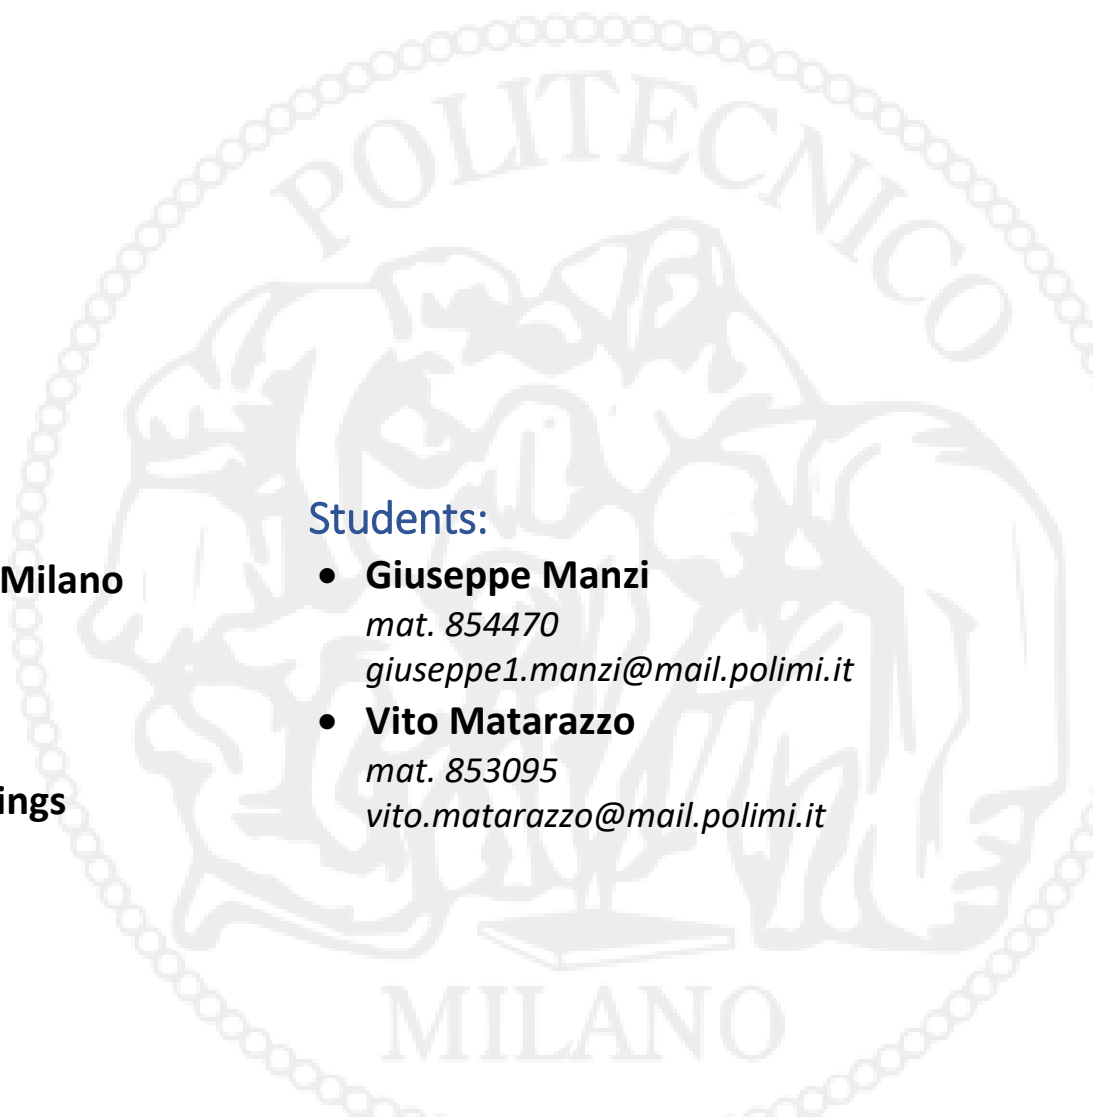 POLITECNICO
Students:
Milano
• Giuseppe Manzi
mat. 854470
giuseppe1.manzi@mail.polimi.it
• Vito Matarazzo
mat. 853095
ings
vito.matarazzo@mail.polimi.it
MILANO